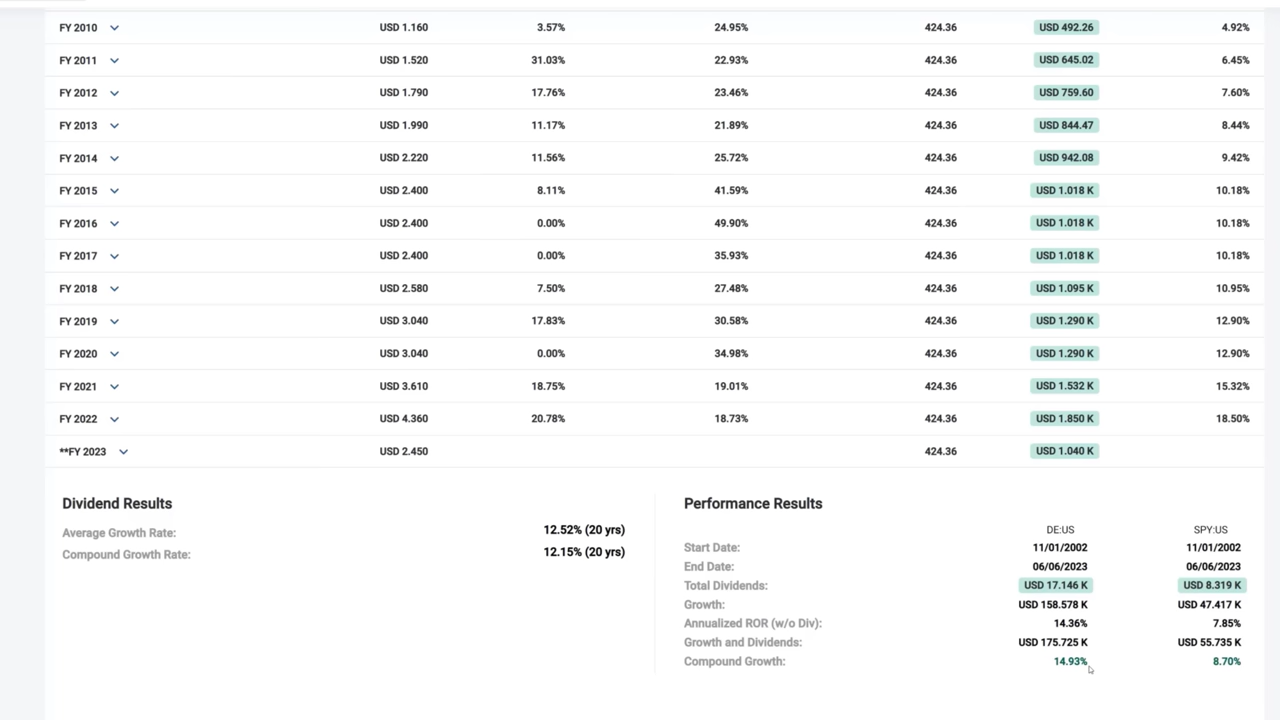 FY 2010 USD 1.160 3.57% 24.95% 424.36 USD 492.26 4.92%
FY 2011 USD 1.520 31.03% 22.93% 424.36 USD 645.02 6.45%
FY 2012 USD 1.790 17.76% 23.46% 424.36 USD 759.60 7.60%
FY 2013 USD 1.990 11.17% 21.89% 424.36 USD 844.47 8.44%
FY 2014 USD 2.220 11.56% 25.72% 424.36 USD 942.08 9.42%
FY 2015 USD 2.400 8.11% 41.59% 424.36 USD 1.018 K 10.18%
FY 2016 USD 2.400 0.00% 49.90% 424.36 USD 1.018 K 10.18%
FY 2017 USD 2.400 0.00% 35.93% 424.36 USD 1.018 K 10.18%
FY 2018 USD 2.580 7.50% 27.48% 424.36 USD 1.095 K 10.95%
FY 2019 USD 3.040 17.83% 30.58% 424.36 USD 1.290 K 12.90%
FY 2020 USD 3.040 0.00% 34.98% 424.36 USD 1.290 K 12.90%
FY 2021 USD 3.610 18.75% 19.01% 424.36 USD 1.532 K 15.32%
FY 2022 USD 4.360 20.78% 18.73% 424.36 USD 1.850 K 18.50%
**FY 2023 USD 2.450 424.36 USD 1.040 K
Dividend Results
Average Growth Rate: 12.52% (20 yrs)
Compound Growth Rate: 12.15% (20 yrs)
Performance Results
DE:US SPY:US
Start Date: 11/01/2002 11/01/2002
End Date: 06/06/2023 06/06/2023
Total Dividends: USD 17.146 K USD 8.319 K
Growth: USD 158.578 K USD 47.417 K
Annualized ROR (w/o Div): 14.36% 7.85%
Growth and Dividends: USD 175.725 K USD 55.735 K
Compound Growth: 14.93% 8.70%